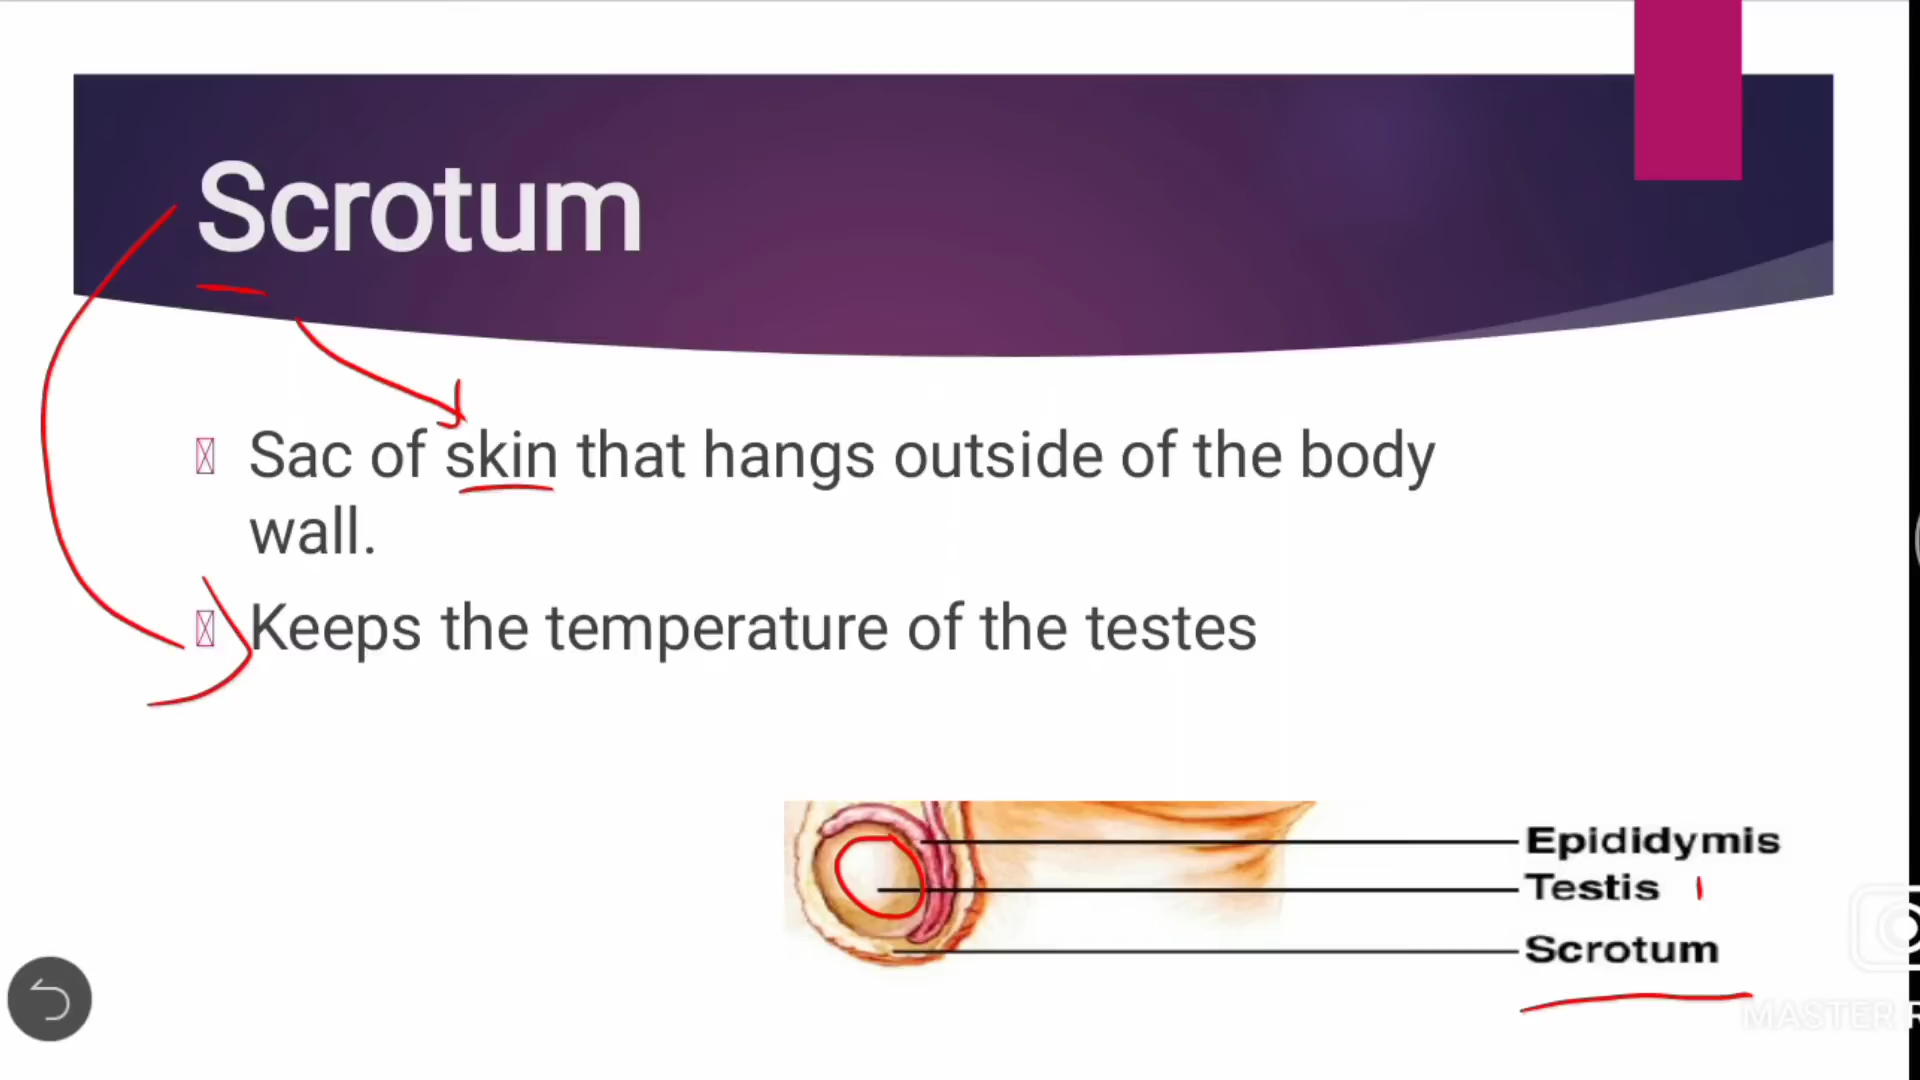 Scrotum
Sac of skin that hangs outside of the body
wall.
Keeps the temperature of the testes
Epididymis
Testis
Scrotum
MASTER